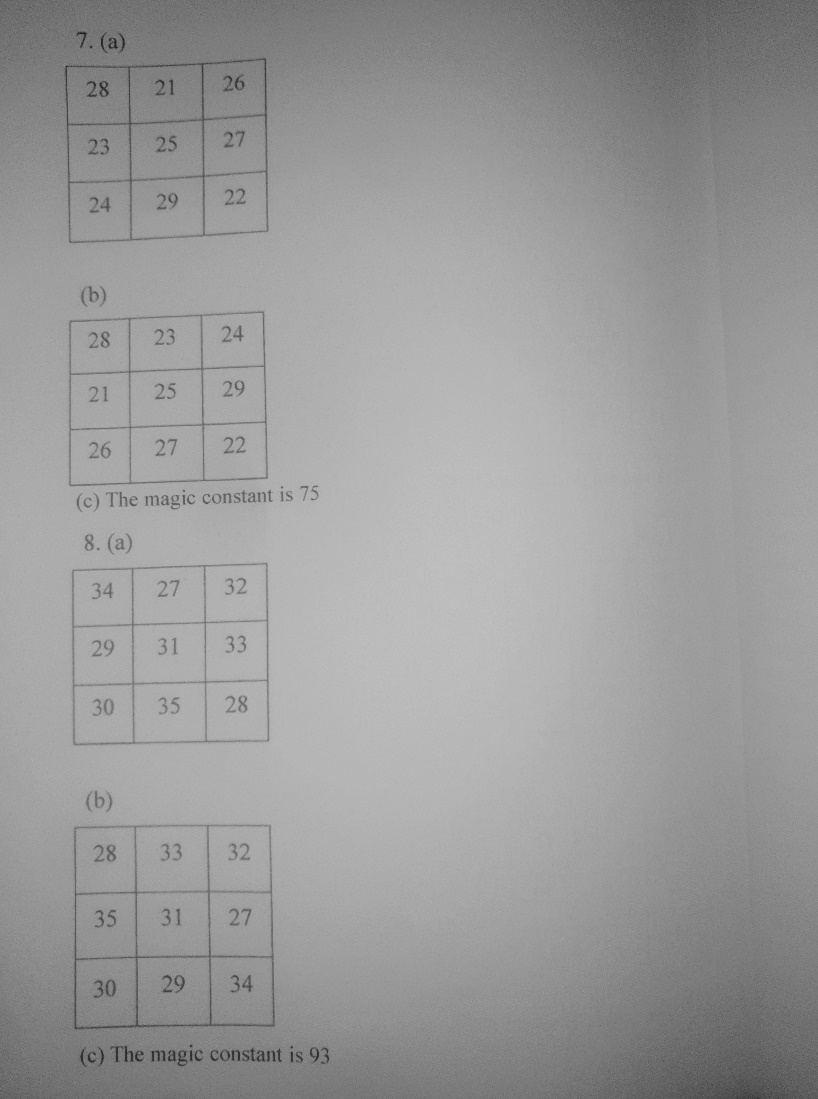 7. (a)
28 21 26
23 25 27
24 29 22
(b)
28 23 24
21 25 29
26 27 22
(c) The magic constant is 75
8. (a)
34 27 32
29 31 33
30 35 28
(b)
28 33 32
35 31 27
30 29 34
(c) The magic constant is 93